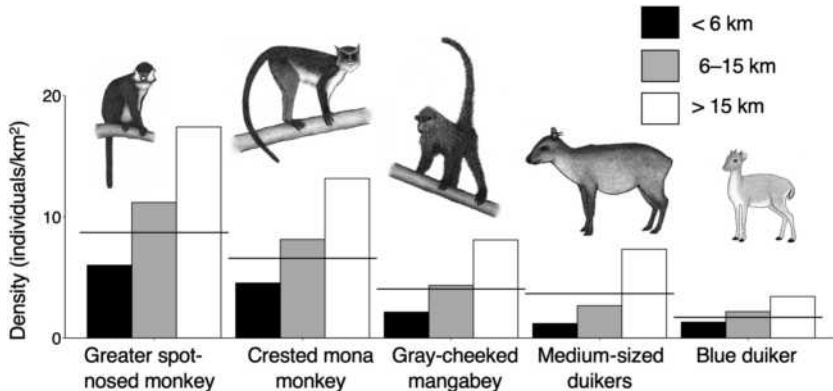 < 6 km
6–15 km
> 15 km
Density (individuals/km²)
20
10
0
Greater spot-
nosed monkey
Crested mona
monkey
Gray-cheeked
mangabey
Medium-sized
duikers
Blue duiker